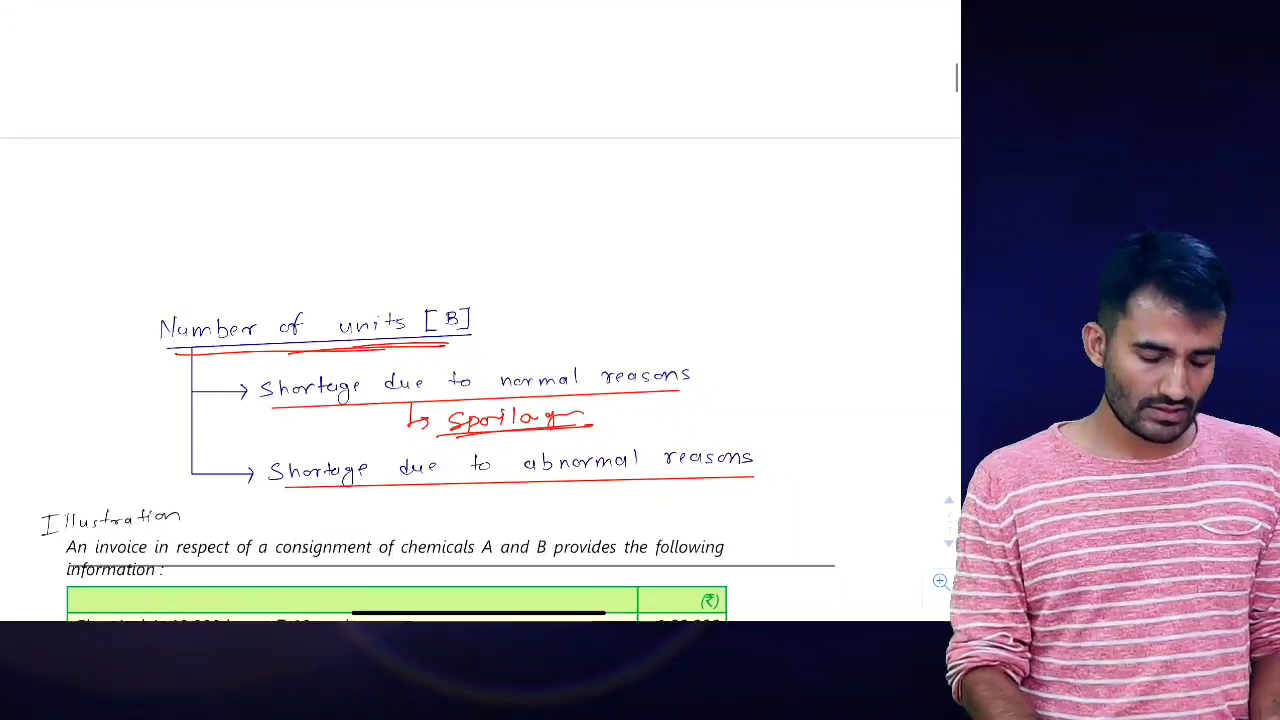 Number of units [B]
Shortage due to normal reasons
Spoilage
Shortage due to abnormal reasons
Illustration
An invoice in respect of a consignment of chemicals A and B provides the following
information :
(₹)